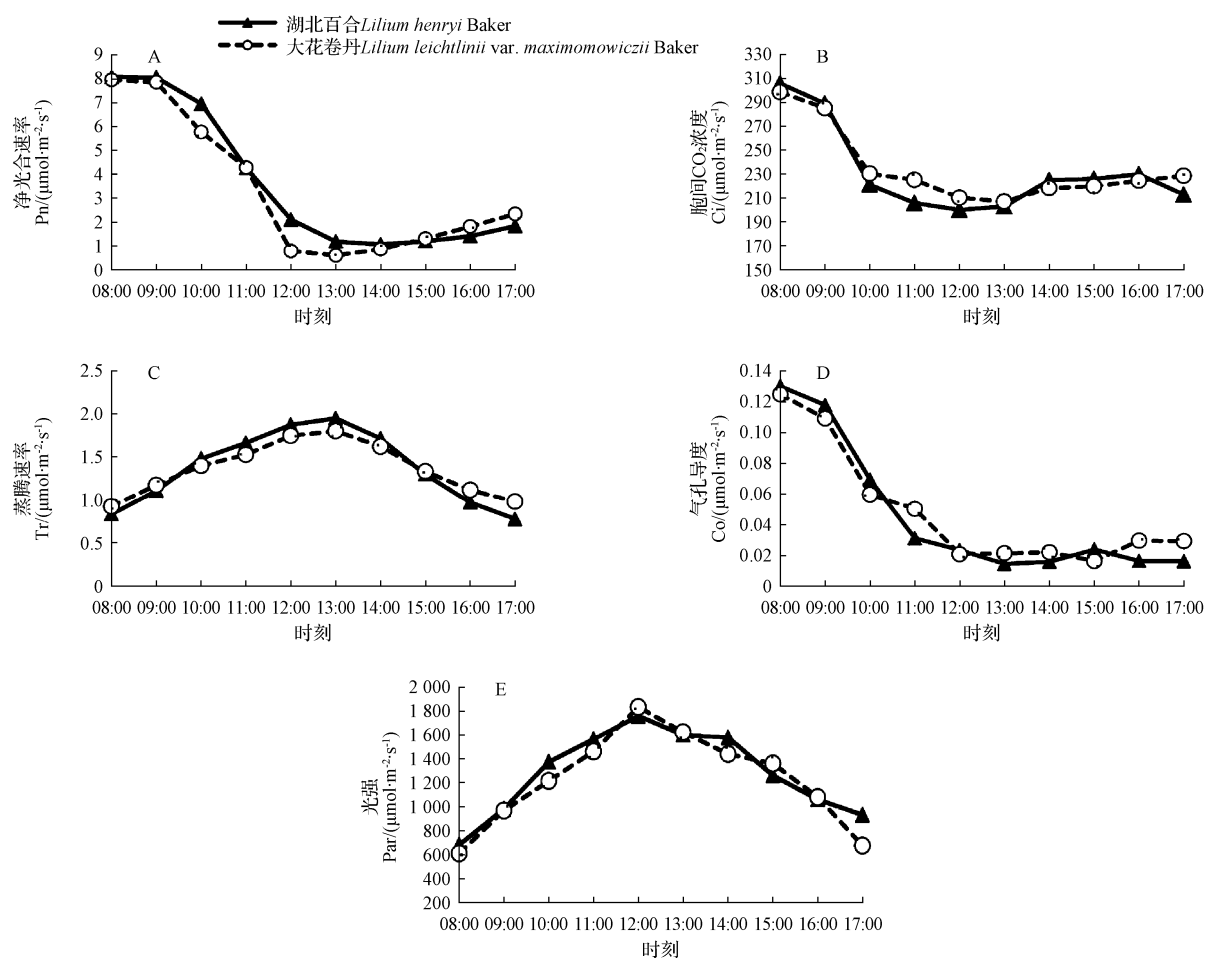 湖北百合Lilium henryi Baker
大花卷丹Lilium leichtlinii var. maximomowiczii Baker
A
净光合速率
Pn/(μmol·m⁻²·s⁻¹)
9
8
7
6
5
4
3
2
1
0
08:00 09:00 10:00 11:00 12:00 13:00 14:00 15:00 16:00 17:00
时刻
B
胞间CO₂浓度
Ci/(μmol·m⁻²·s⁻¹)
330
310
290
270
250
230
210
190
170
150
08:00 09:00 10:00 11:00 12:00 13:00 14:00 15:00 16:00 17:00
时刻
C
蒸腾速率
Tr/(μmol·m⁻²·s⁻¹)
2.5
2.0
1.5
1.0
0.5
0
08:00 09:00 10:00 11:00 12:00 13:00 14:00 15:00 16:00 17:00
时刻
D
气孔导度
Co/(μmol·m⁻²·s⁻¹)
0.14
0.12
0.10
0.08
0.06
0.04
0.02
0
08:00 09:00 10:00 11:00 12:00 13:00 14:00 15:00 16:00 17:00
时刻
E
光强
Par/(μmol·m⁻²·s⁻¹)
2 000
1 800
1 600
1 400
1 200
1 000
800
600
400
200
08:00 09:00 10:00 11:00 12:00 13:00 14:00 15:00 16:00 17:00
时刻